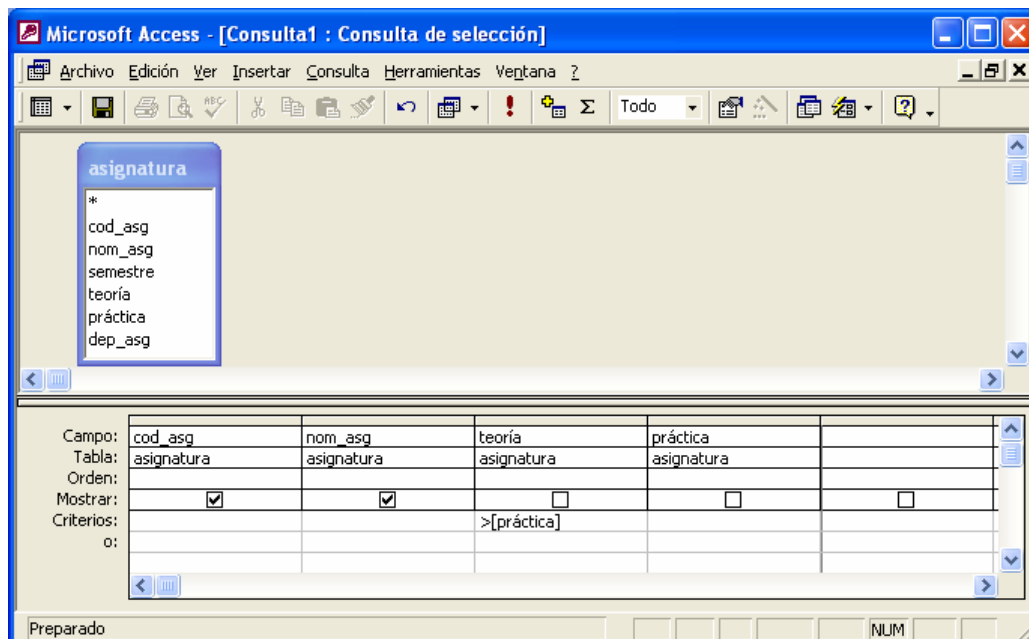 Microsoft Access - [Consulta1 : Consulta de selección]
Archivo Edición Ver Insertar Consulta Herramientas Ventana ?
ABC Σ Todo
asignatura
*
cod_asg
nom_asg
semestre
teoría
práctica
dep_asg
Campo: cod_asg nom_asg teoría práctica
Tabla: asignatura asignatura asignatura asignatura
Orden:
Mostrar:
Criterios: >[práctica]
o:
Preparado NUM